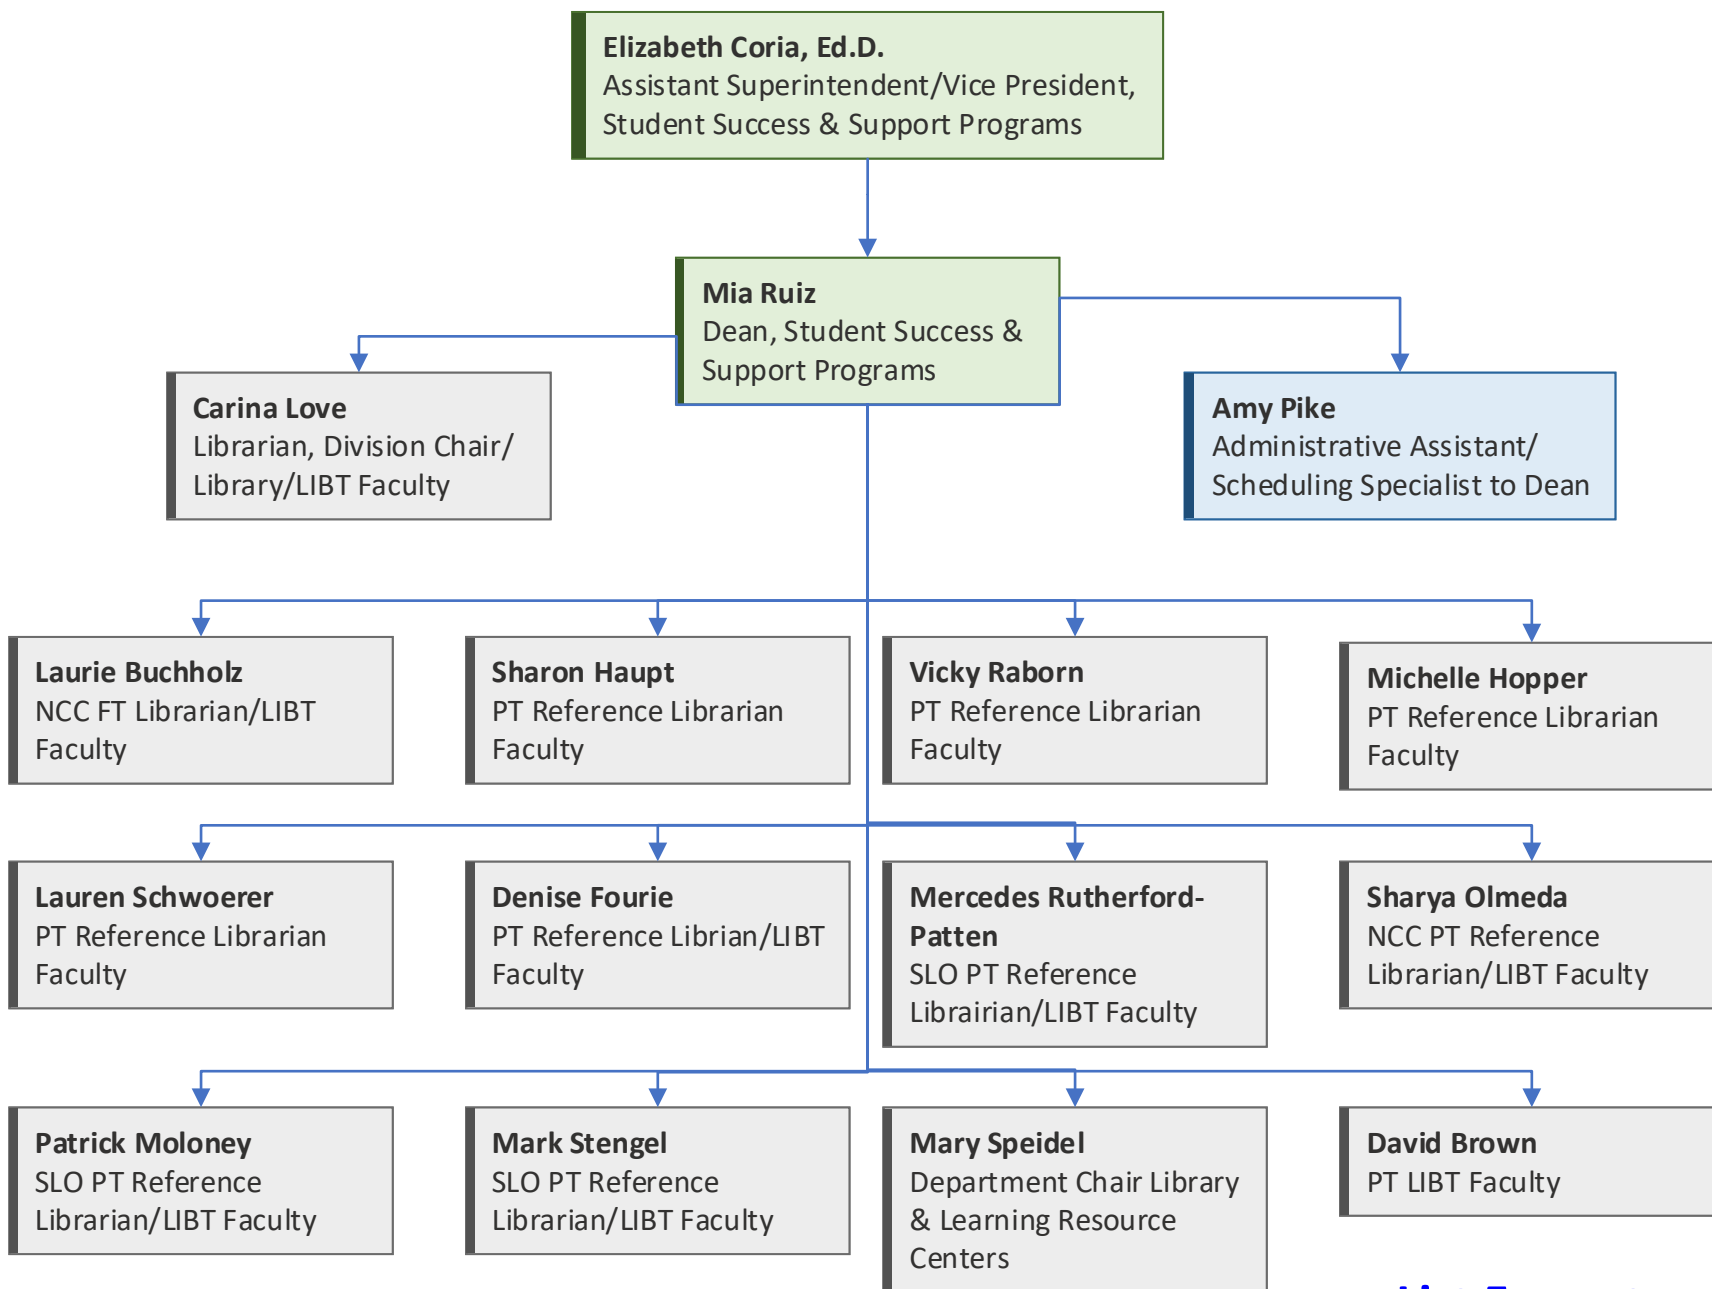 Elizabeth Coria, Ed.D.
Assistant Superintendent/Vice President,
Student Success & Support Programs
Mia Ruiz
Dean, Student Success &
Support Programs
Carina Love
Librarian, Division Chair/
Library/LIBT Faculty
Amy Pike
Administrative Assistant/
Scheduling Specialist to Dean
Laurie Buchholz
NCC FT Librarian/LIBT
Faculty
Sharon Haupt
PT Reference Librarian
Faculty
Vicky Raborn
PT Reference Librarian
Faculty
Michelle Hopper
PT Reference Librarian
Faculty
Lauren Schwoerer
PT Reference Librarian
Faculty
Denise Fourie
PT Reference Librian/LIBT
Faculty
Mercedes Rutherford-
Patten
SLO PT Reference
Librairian/LIBT Faculty
Sharya Olmeda
NCC PT Reference
Librarian/LIBT Faculty
Patrick Moloney
SLO PT Reference
Librarian/LIBT Faculty
Mark Stengel
SLO PT Reference
Librarian/LIBT Faculty
Mary Speidel
Department Chair Library
& Learning Resource
Centers
David Brown
PT LIBT Faculty